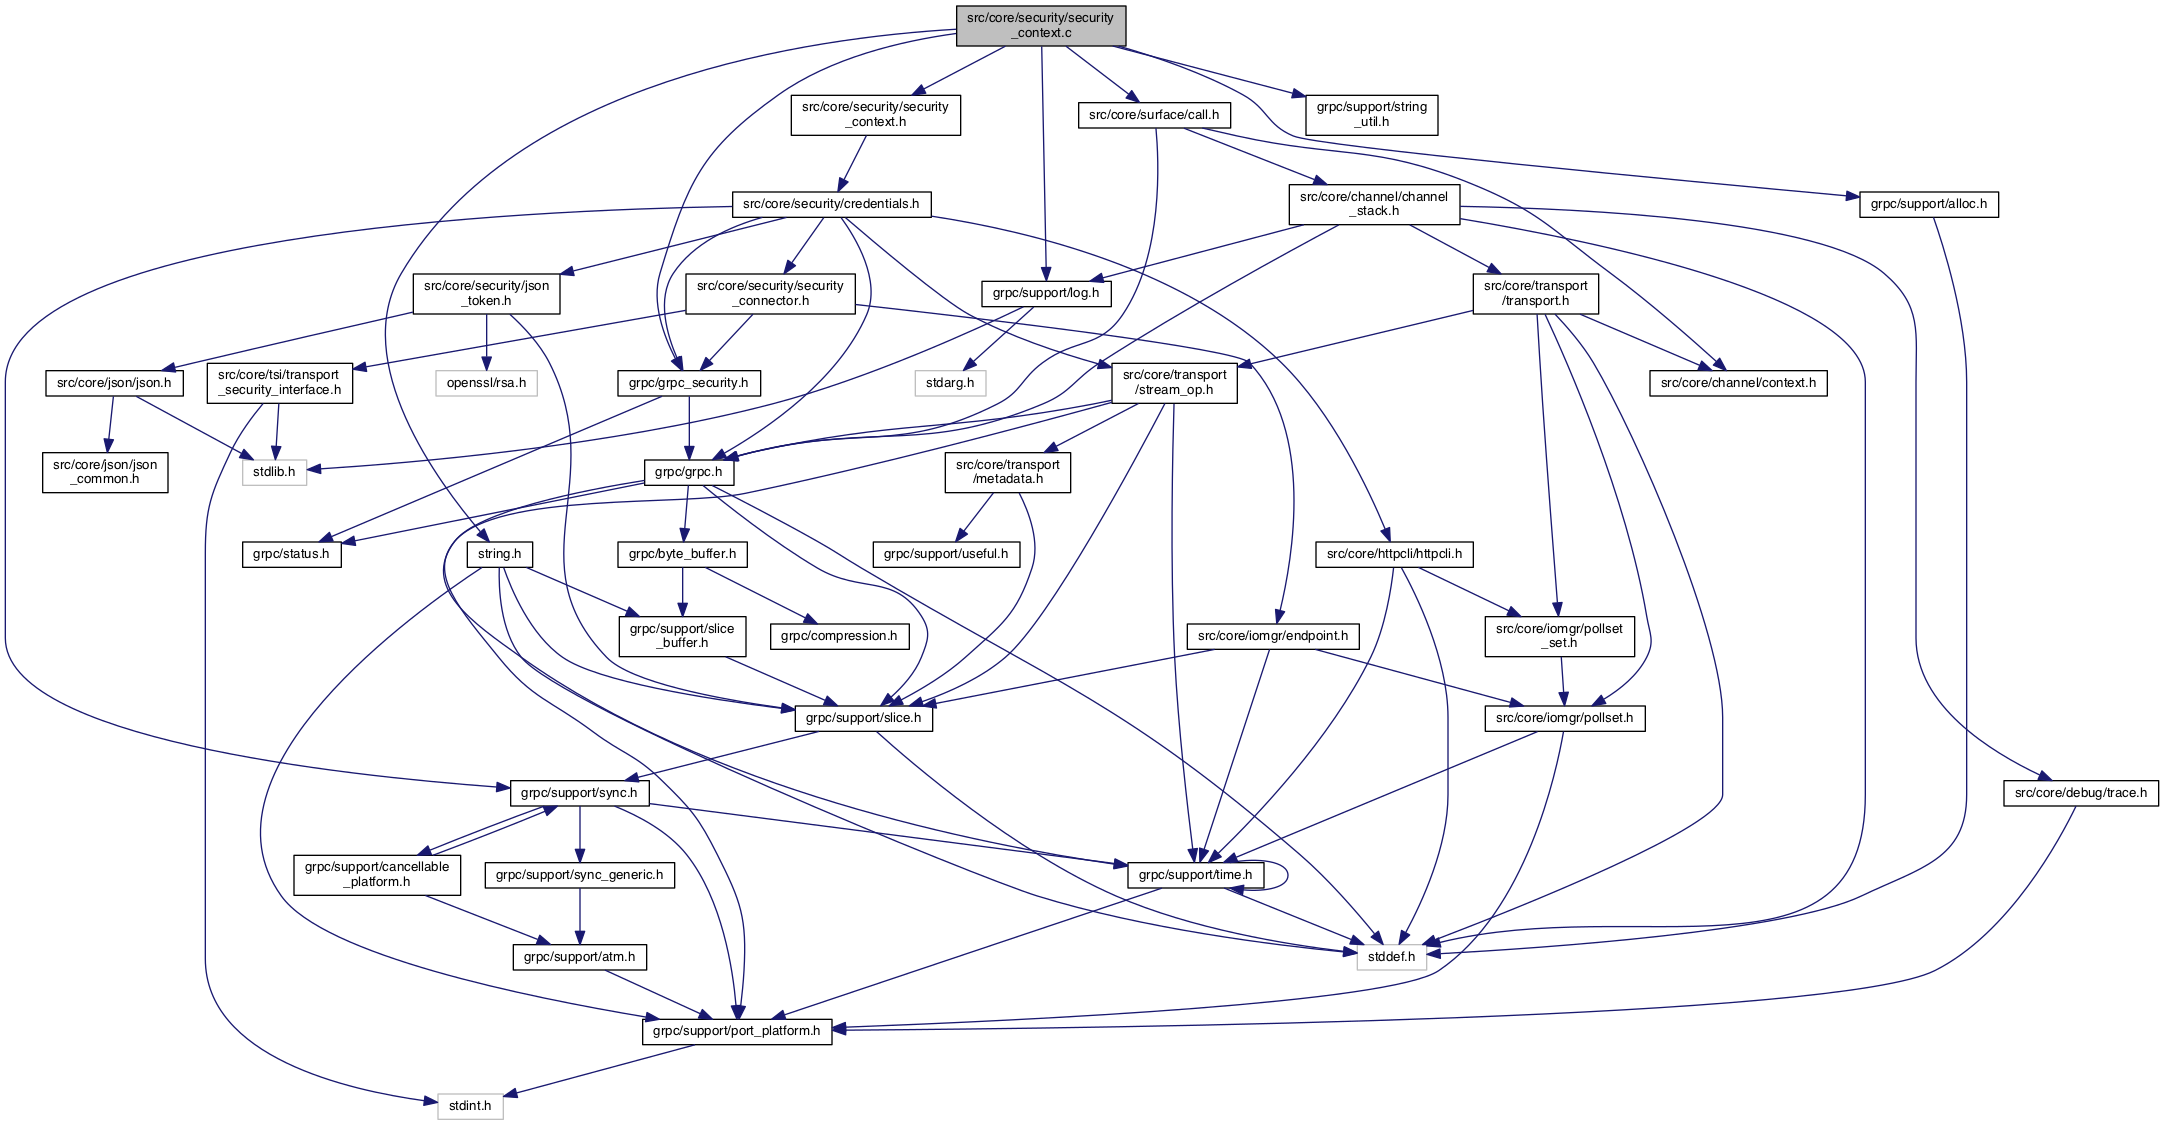 src/core/security/security
_context.c
src/core/security/security
_context.h
src/core/surface/call.h
grpc/support/string
_util.h
src/core/security/credentials.h
src/core/channel/channel
_stack.h
grpc/support/alloc.h
src/core/security/json
_token.h
src/core/security/security
_connector.h
grpc/support/log.h
src/core/transport
/transport.h
src/core/json/json.h
src/core/tsi/transport
_security_interface.h
openssl/rsa.h
grpc/grpc_security.h
stdarg.h
src/core/transport
/stream_op.h
src/core/channel/context.h
src/core/json/json
_common.h
stdlib.h
grpc/grpc.h
src/core/transport
/metadata.h
grpc/status.h
string.h
grpc/byte_buffer.h
grpc/support/useful.h
src/core/httpcli/httpcli.h
grpc/support/slice
_buffer.h
grpc/compression.h
src/core/iomgr/endpoint.h
src/core/iomgr/pollset
_set.h
grpc/support/slice.h
src/core/iomgr/pollset.h
grpc/support/sync.h
src/core/debug/trace.h
grpc/support/cancellable
_platform.h
grpc/support/sync_generic.h
grpc/support/time.h
grpc/support/atm.h
stddef.h
grpc/support/port_platform.h
stdint.h